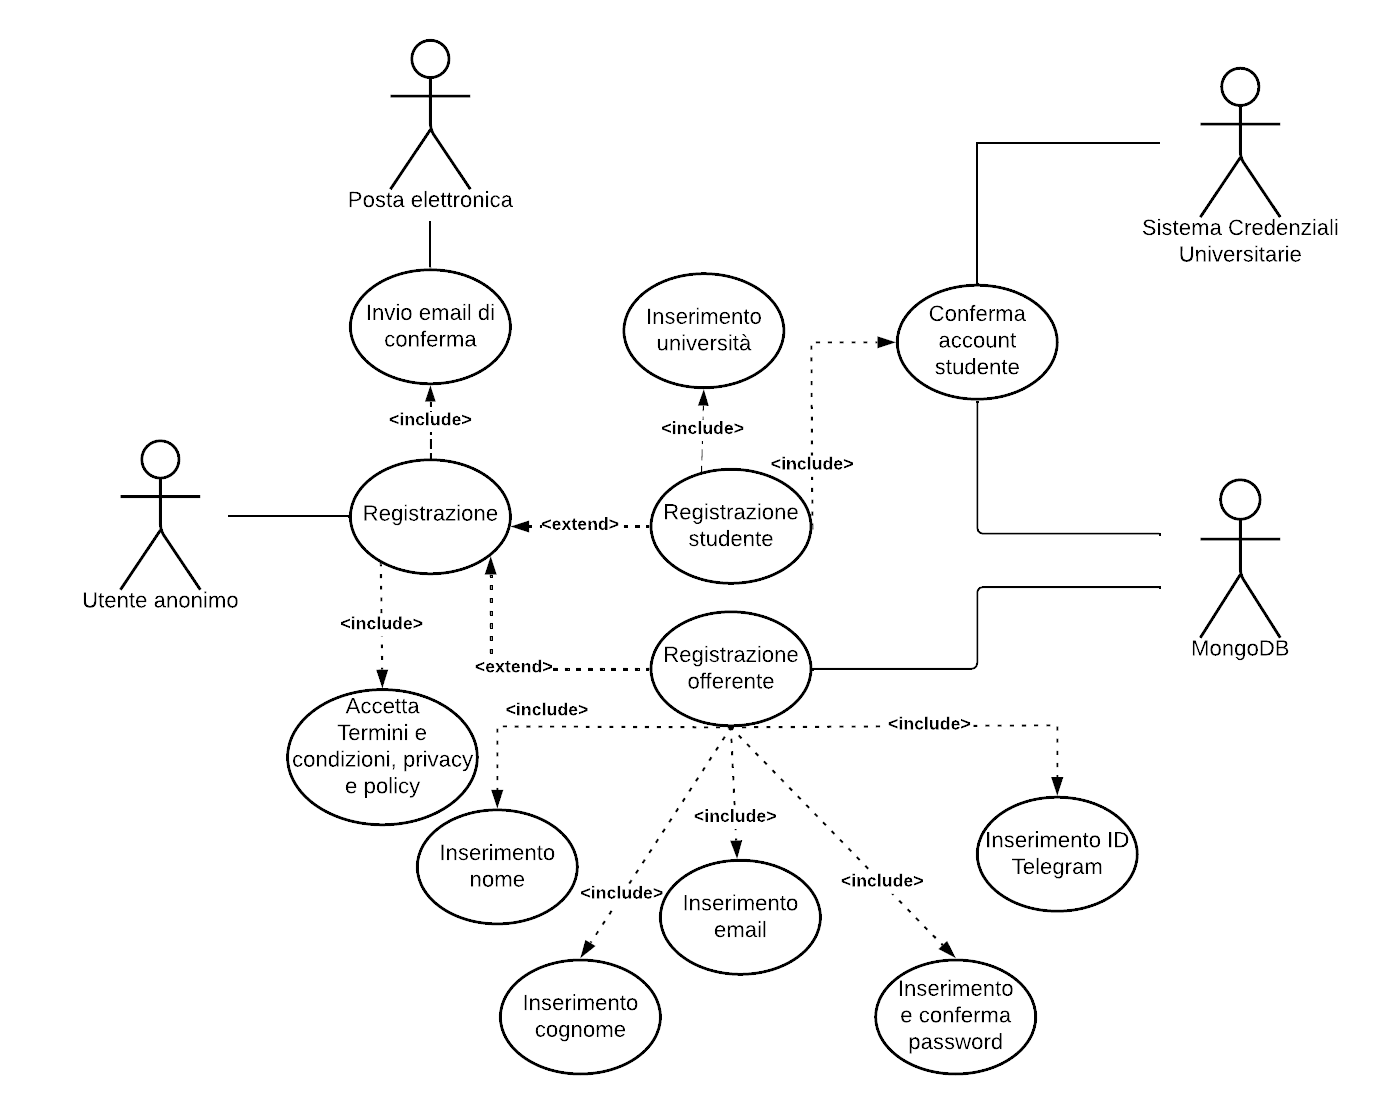 Posta elettronica
Sistema Credenziali
Universitarie
Invio email di
conferma
Inserimento
università
Conferma
account
studente
<include>
<include>
<include>
Utente anonimo
Registrazione
<extend>
Registrazione
studente
MongoDB
<include>
<extend>
Registrazione
offerente
Accetta
Termini e
condizioni, privacy
e policy
<include>
<include>
<include>
<include>
<include>
Inserimento
nome
Inserimento
email
Inserimento ID
Telegram
Inserimento
cognome
Inserimento
e conferma
password